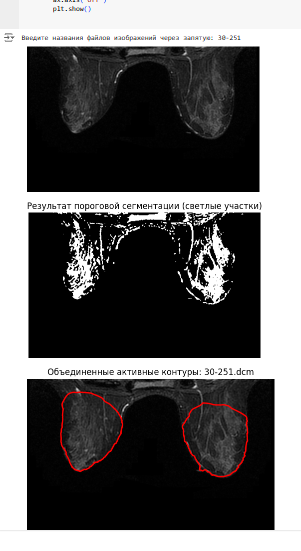 ax.axis('off')
plt.show()
Введите названия файлов изображений через запятую: 30-251
Результат пороговой сегментации (светлые участки)
Объединенные активные контуры: 30-251.dcm